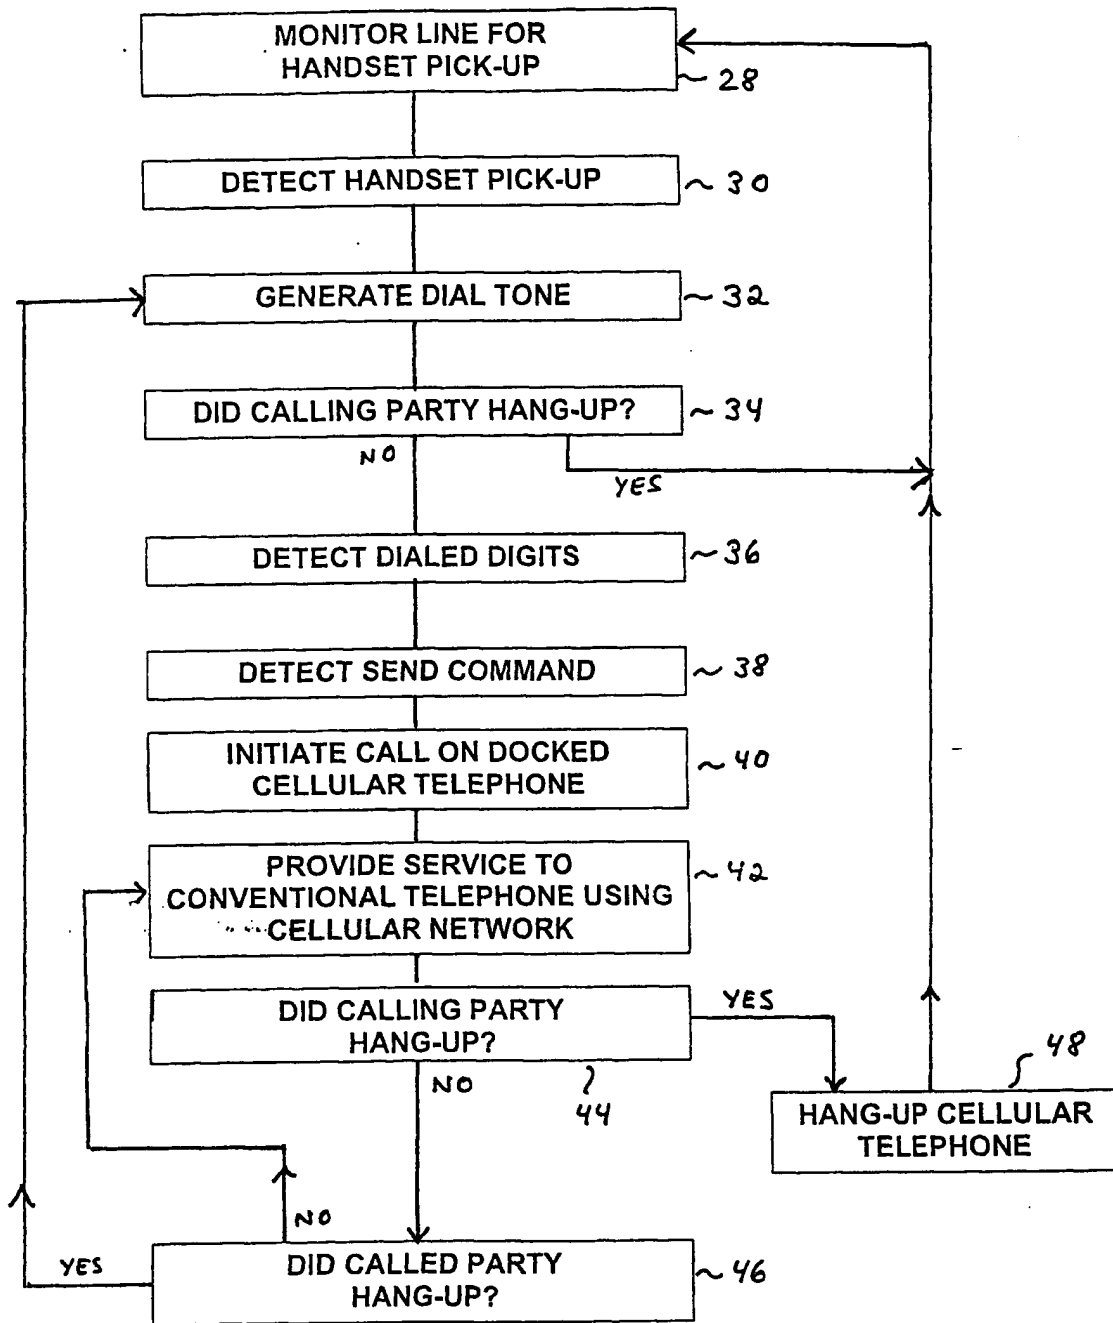 MONITOR LINE FOR
HANDSET PICK-UP
~ 28
DETECT HANDSET PICK-UP
~ 30
GENERATE DIAL TONE
~ 32
DID CALLING PARTY HANG-UP?
~ 34
NO
YES
DETECT DIALED DIGITS
~ 36
DETECT SEND COMMAND
~ 38
INITIATE CALL ON DOCKED
CELLULAR TELEPHONE
~ 40
PROVIDE SERVICE TO
CONVENTIONAL TELEPHONE USING
CELLULAR NETWORK
~ 42
DID CALLING PARTY
HANG-UP?
YES
NO
44
48
HANG-UP CELLULAR
TELEPHONE
NO
YES
DID CALLED PARTY
HANG-UP?
~ 46